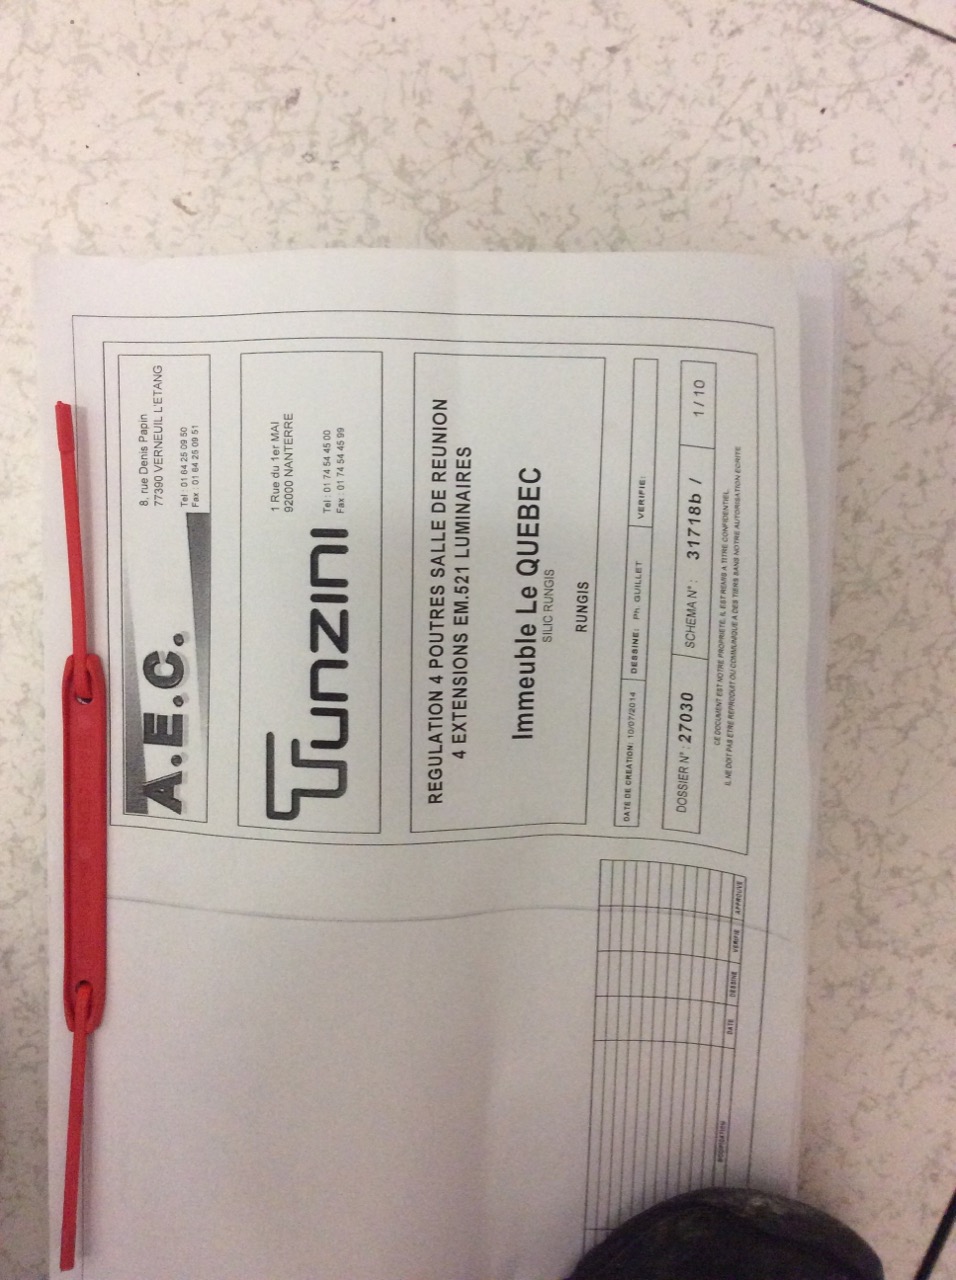 A.E.C.
8, rue Denis Papin
77390 VERNEUIL L'ETANG
Tel : 01 64 25 09 50
Fax : 01 64 25 09 51
Tunzini
1 Rue du 1er MAI
92000 NANTERRE
Tel : 01 74 54 45 00
Fax : 01 74 54 45 99
REGULATION 4 POUTRES SALLE DE REUNION
4 EXTENSIONS EM.521 LUMINAIRES
Immeuble Le QUEBEC
SILIC RUNGIS
RUNGIS
DATE DE CREATION: 10/07/2014 DESSINE: Ph. GUILLET VERIFIE:
DOSSIER N° : 27030 SCHEMA N° : 31718b / 1 / 10
CE DOCUMENT EST NOTRE PROPRIETE, IL EST REMIS A TITRE CONFIDENTIEL
IL NE DOIT PAS ETRE REPRODUIT OU COMMUNIQUE A DES TIERS SANS NOTRE AUTORISATION ECRITE
MODIFICATION DATE DESSINE VERIFIE APPROUVE